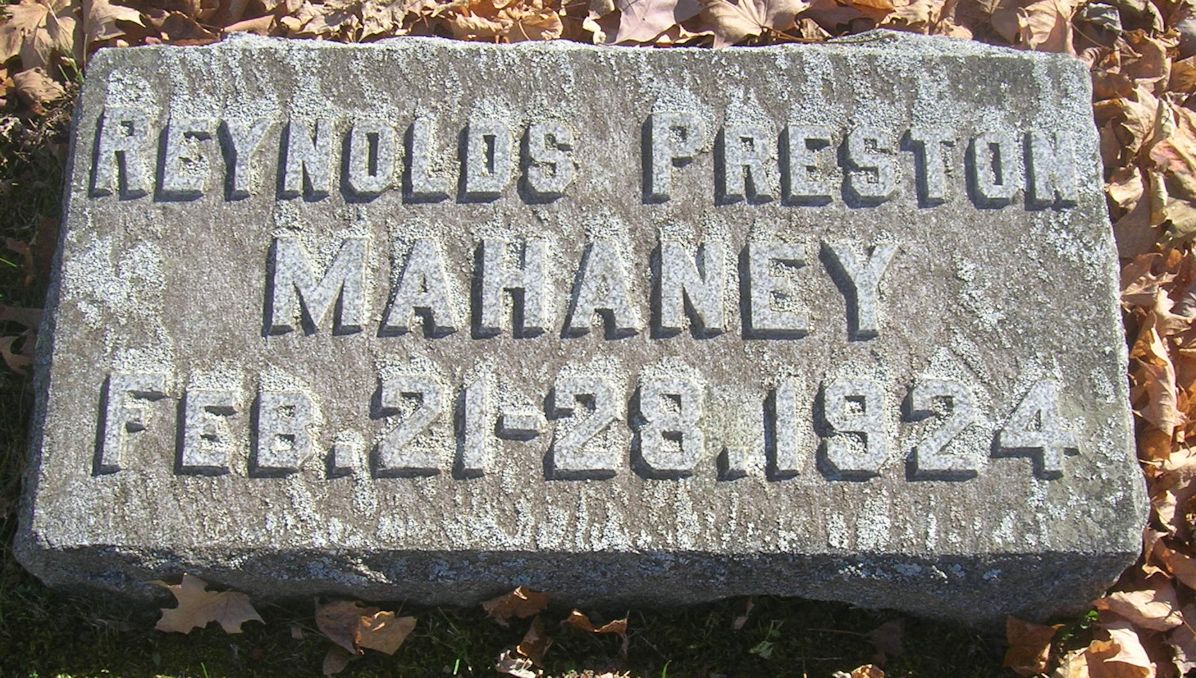 REYNOLDS PRESTON
MAHANEY
FEB. 21-28. 1924